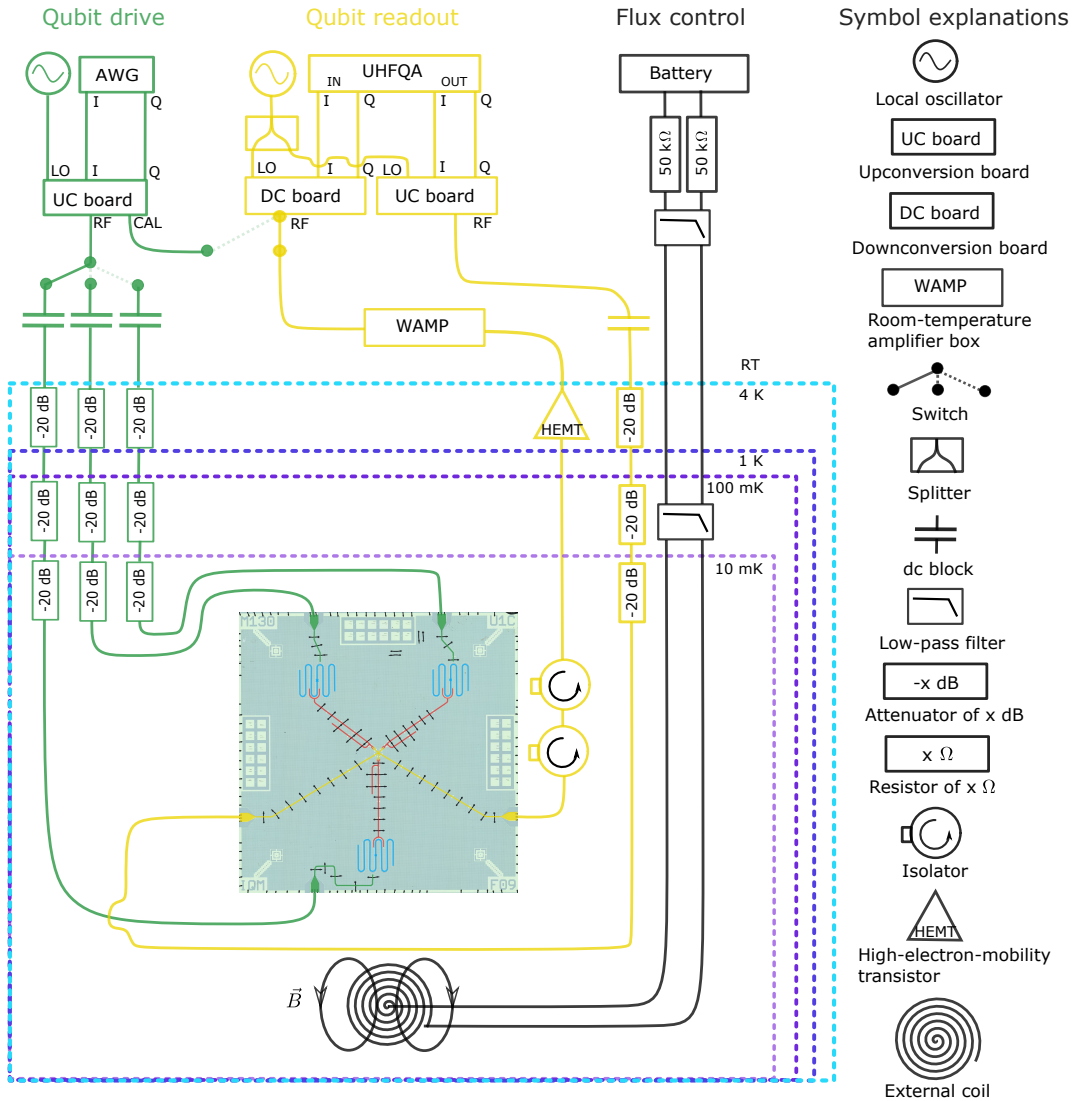 Qubit drive
Qubit readout
Flux control
Symbol explanations
AWG
I
Q
LO
I
Q
UC board
RF
CAL
UHFQA
IN
OUT
I
Q
I
Q
LO
I
Q
LO
I
Q
DC board
UC board
RF
RF
WAMP
Battery
50 kΩ
50 kΩ
RT
4 K
1 K
100 mK
10 mK
-20 dB
-20 dB
-20 dB
HEMT
-20 dB
-20 dB
-20 dB
-20 dB
-20 dB
-20 dB
-20 dB
-20 dB
-20 dB
M130
U1C
QM
F09
B
Local oscillator
UC board
Upconversion board
DC board
Downconversion board
WAMP
Room-temperature
amplifier box
Switch
Splitter
dc block
Low-pass filter
-x dB
Attenuator of x dB
x Ω
Resistor of x Ω
Isolator
HEMT
High-electron-mobility
transistor
External coil